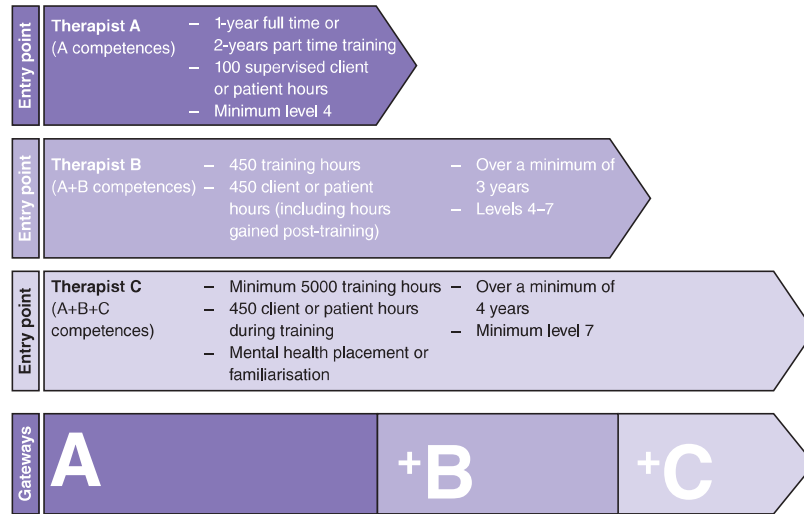 Entry point
Therapist A
(A competences)
– 1-year full time or
2-years part time training
– 100 supervised client
or patient hours
– Minimum level 4
Entry point
Therapist B
(A+B competences)
– 450 training hours
– 450 client or patient
hours (including hours
gained post-training)
– Over a minimum of
3 years
– Levels 4–7
Entry point
Therapist C
(A+B+C
competences)
– Minimum 5000 training hours
– 450 client or patient hours
during training
– Mental health placement or
familiarisation
– Over a minimum of
4 years
– Minimum level 7
Gateways
A
+B
+C